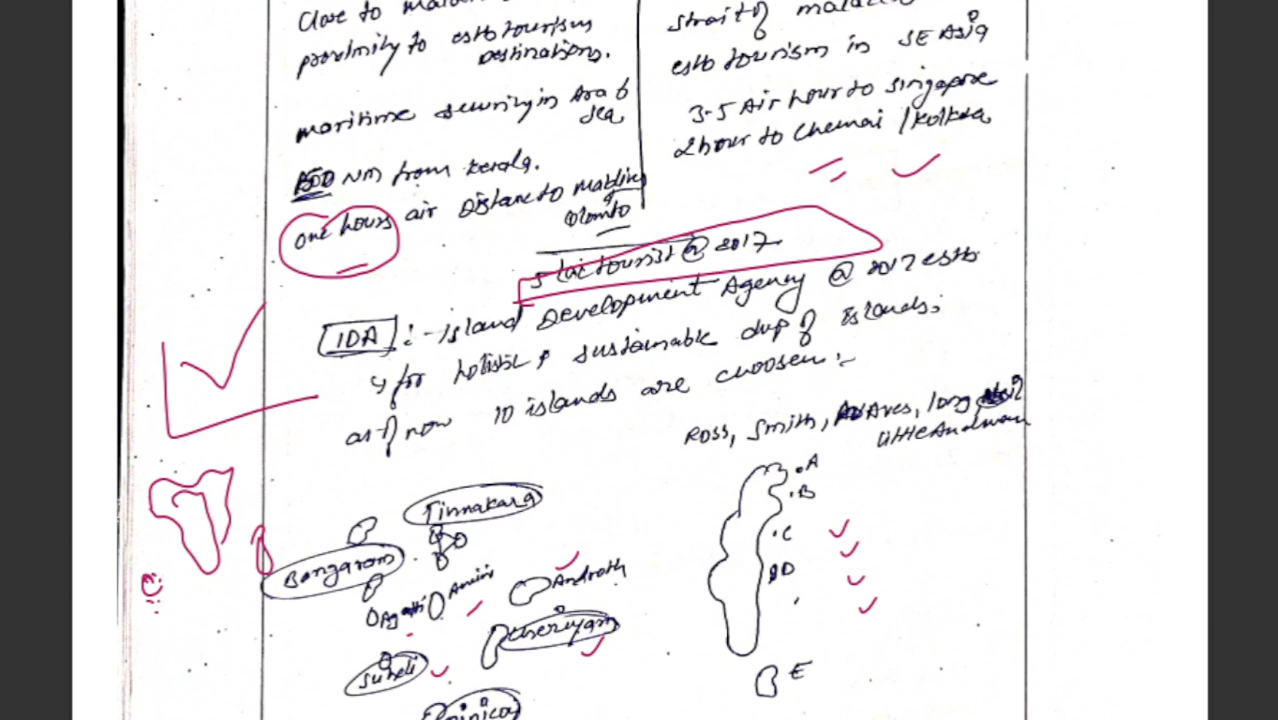 Close to
proximity to estb tourism
destinations.
maritime security in Arab
Sea
NM from Kerala.
one hours air distance to
Colombo
Strait of
estb tourism in SE Asia
3-5 Air hour to Singapore
2 hour to Chennai / Kolkata
5 lac tourist @ 2017
IDA :- Island Development Agency @ 2017 estb
↳ for holistic & sustainable dvp of Islands.
as of now 10 islands are choosen :-
Ross, Smith, Aves, long
little Andman
Tinnakara
Bangaram
Agatti
Amini
Androth
Cheriyam
Suheli
A
B
C
D
E